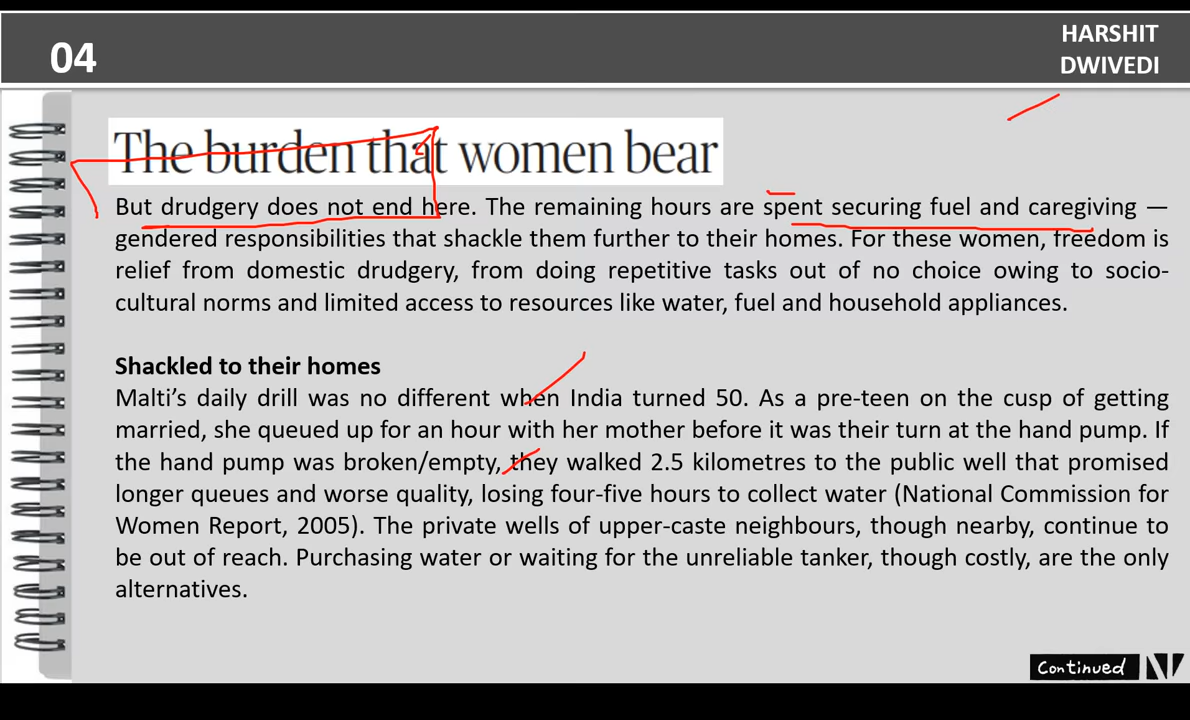 04
HARSHIT
DWIVEDI
The burden that women bear
But drudgery does not end here. The remaining hours are spent securing fuel and caregiving —
gendered responsibilities that shackle them further to their homes. For these women, freedom is
relief from domestic drudgery, from doing repetitive tasks out of no choice owing to socio-
cultural norms and limited access to resources like water, fuel and household appliances.
Shackled to their homes
Malti’s daily drill was no different when India turned 50. As a pre-teen on the cusp of getting
married, she queued up for an hour with her mother before it was their turn at the hand pump. If
the hand pump was broken/empty, they walked 2.5 kilometres to the public well that promised
longer queues and worse quality, losing four-five hours to collect water (National Commission for
Women Report, 2005). The private wells of upper-caste neighbours, though nearby, continue to
be out of reach. Purchasing water or waiting for the unreliable tanker, though costly, are the only
alternatives.
Continued